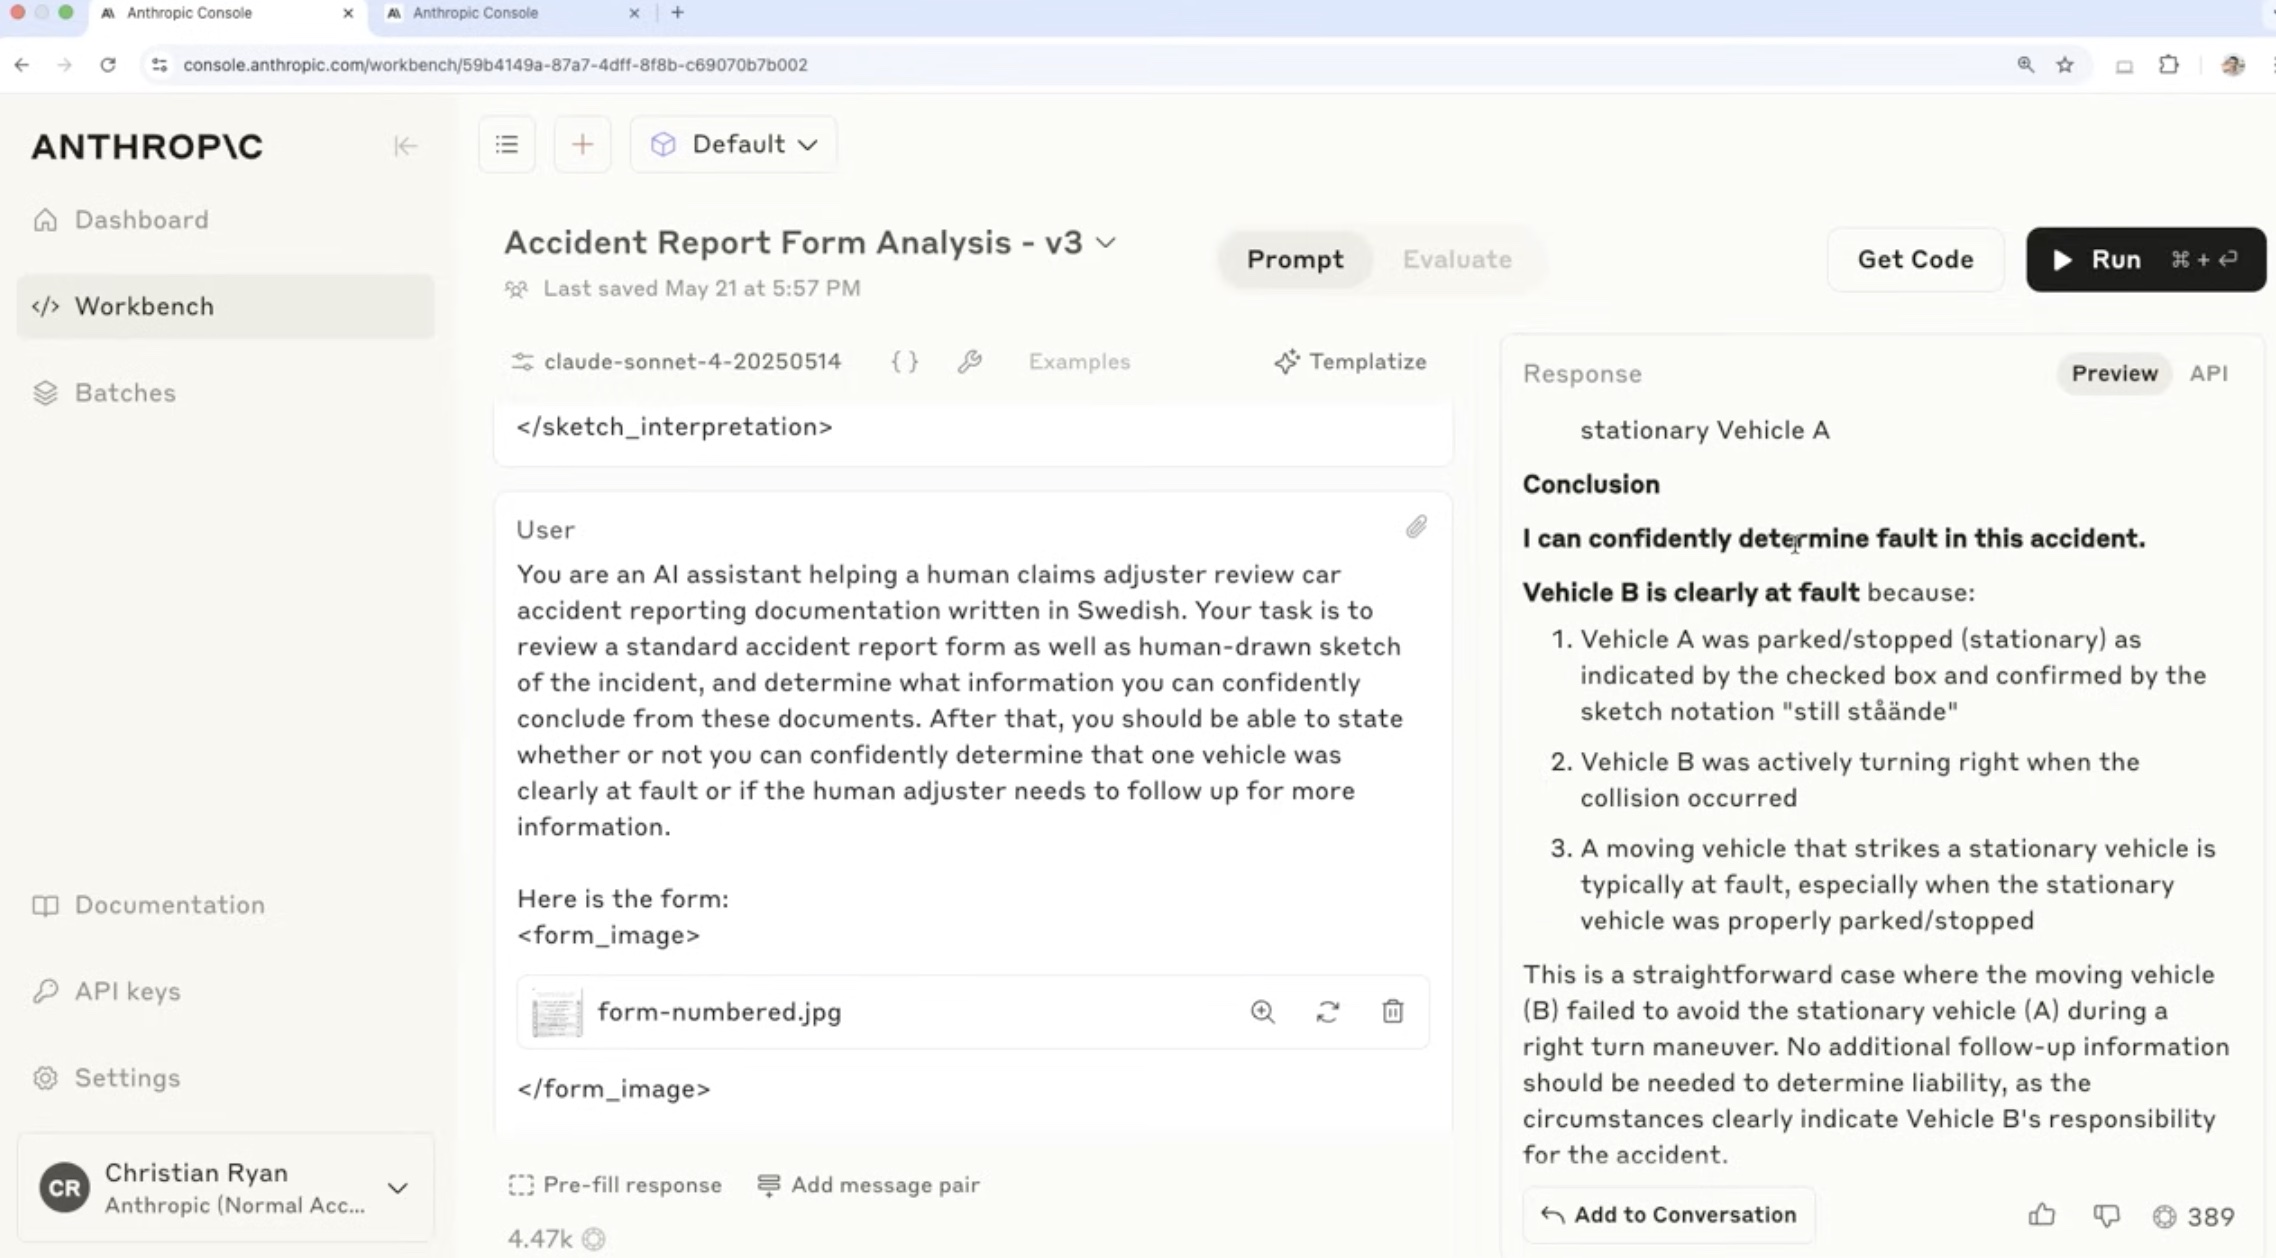 Anthropic Console
Anthropic Console
console.anthropic.com/workbench/59b4149a-87a7-4dff-8f8b-c69070b7b002
ANTHROP\C
Dashboard
Workbench
Batches
Documentation
API keys
Settings
CR
Christian Ryan
Anthropic (Normal Acc...
Default
Accident Report Form Analysis - v3
Last saved May 21 at 5:57 PM
Prompt
Evaluate
Get Code
Run ⌘ + ⏎
claude-sonnet-4-20250514
{ }
Examples
Templatize
</sketch_interpretation>
User
You are an AI assistant helping a human claims adjuster review car
accident reporting documentation written in Swedish. Your task is to
review a standard accident report form as well as human-drawn sketch
of the incident, and determine what information you can confidently
conclude from these documents. After that, you should be able to state
whether or not you can confidently determine that one vehicle was
clearly at fault or if the human adjuster needs to follow up for more
information.
Here is the form:
<form_image>
form-numbered.jpg
</form_image>
Pre-fill response
Add message pair
4.47k
Response
Preview
API
stationary Vehicle A
Conclusion
I can confidently determine fault in this accident.
Vehicle B is clearly at fault because:
1. Vehicle A was parked/stopped (stationary) as
indicated by the checked box and confirmed by the
sketch notation "still ståände"
2. Vehicle B was actively turning right when the
collision occurred
3. A moving vehicle that strikes a stationary vehicle is
typically at fault, especially when the stationary
vehicle was properly parked/stopped
This is a straightforward case where the moving vehicle
(B) failed to avoid the stationary vehicle (A) during a
right turn maneuver. No additional follow-up information
should be needed to determine liability, as the
circumstances clearly indicate Vehicle B's responsibility
for the accident.
Add to Conversation
389